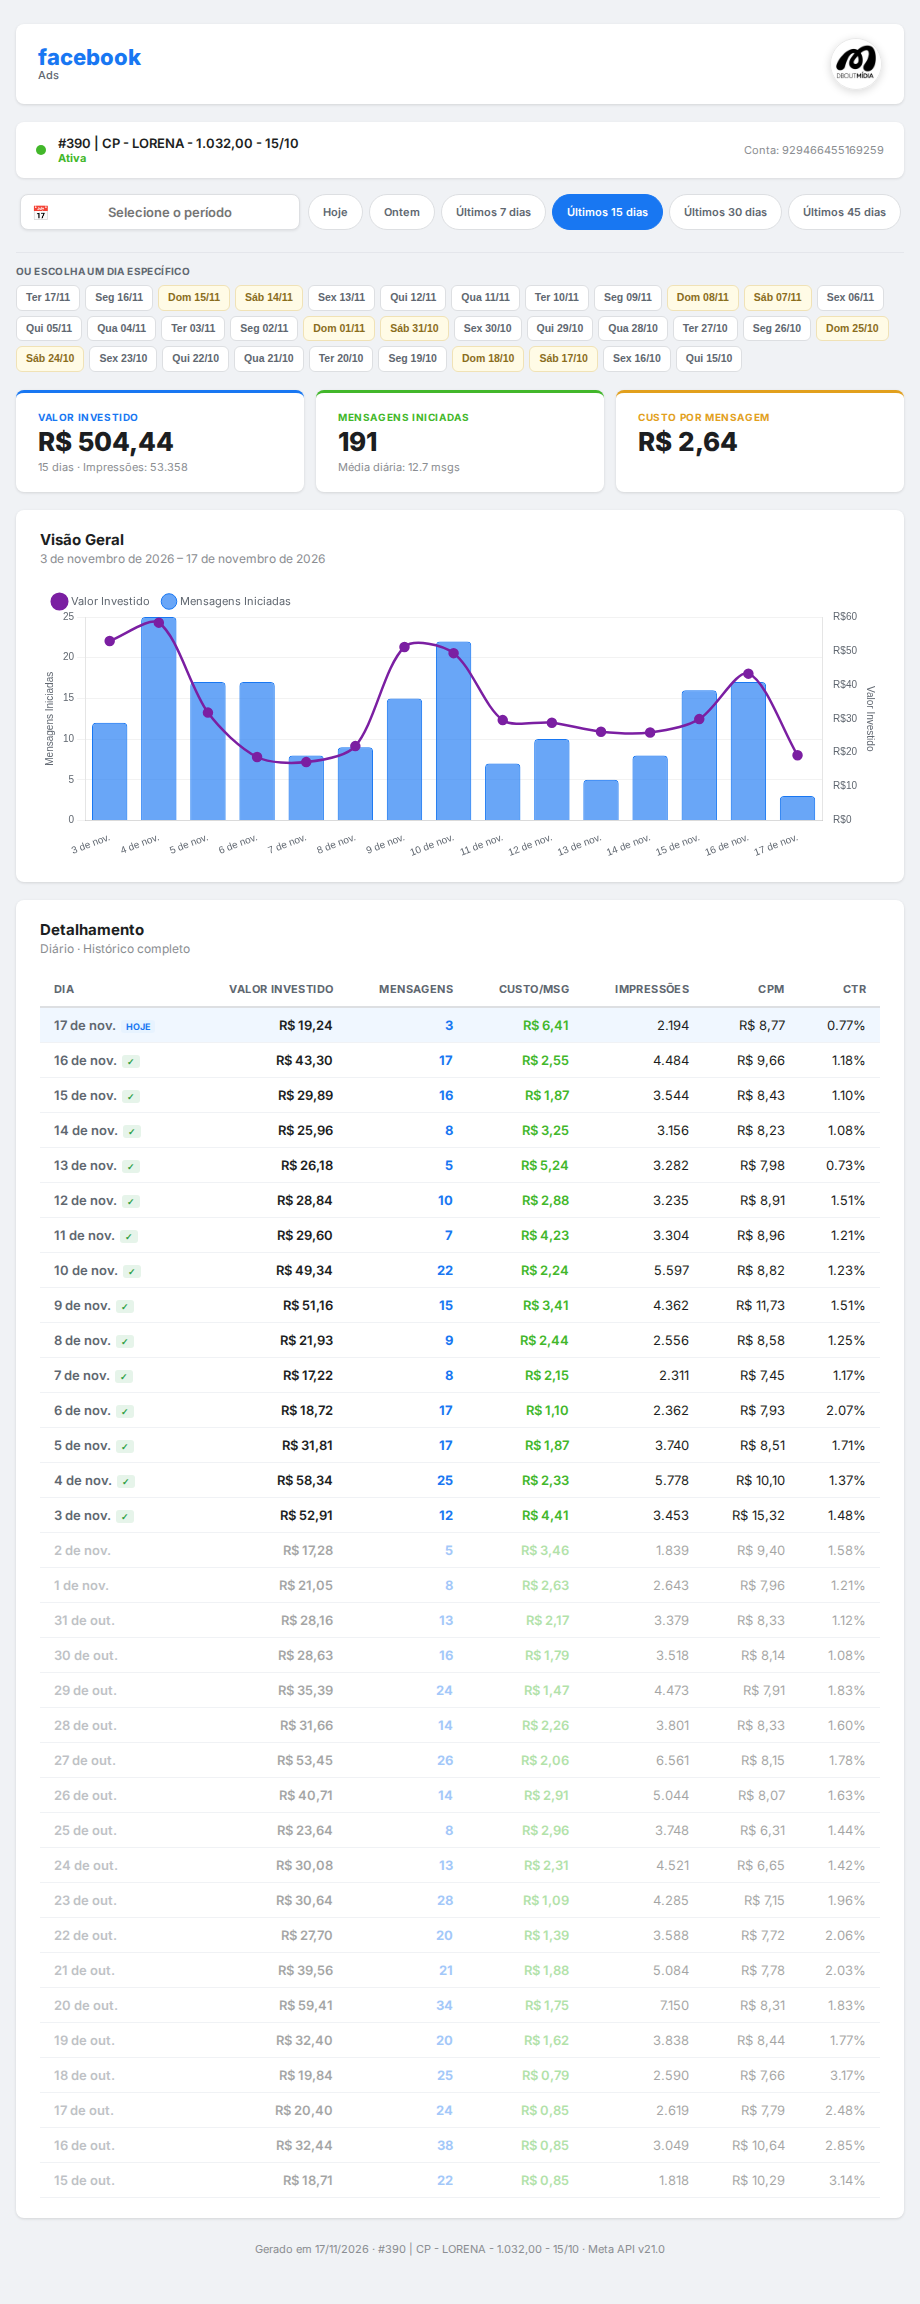 facebook
Ads
DBOUTMÍDIA
#390 | CP - LORENA - 1.032,00 - 15/10
Ativa
Conta: 929466455169259
Selecione o período Hoje Ontem Últimos 7 dias Últimos 15 dias Últimos 30 dias Últimos 45 dias
OU ESCOLHA UM DIA ESPECÍFICO
Ter 17/11 Seg 16/11 Dom 15/11 Sáb 14/11 Sex 13/11 Qui 12/11 Qua 11/11 Ter 10/11 Seg 09/11 Dom 08/11 Sáb 07/11 Sex 06/11
Qui 05/11 Qua 04/11 Ter 03/11 Seg 02/11 Dom 01/11 Sáb 31/10 Sex 30/10 Qui 29/10 Qua 28/10 Ter 27/10 Seg 26/10 Dom 25/10
Sáb 24/10 Sex 23/10 Qui 22/10 Qua 21/10 Ter 20/10 Seg 19/10 Dom 18/10 Sáb 17/10 Sex 16/10 Qui 15/10
VALOR INVESTIDO
R$ 504,44
15 dias · Impressões: 53.358
MENSAGENS INICIADAS
191
Média diária: 12.7 msgs
CUSTO POR MENSAGEM
R$ 2,64
Visão Geral
3 de novembro de 2026 – 17 de novembro de 2026
Valor Investido Mensagens Iniciadas
Mensagens Iniciadas
25
20
15
10
5
0
R$60
R$50
R$40
R$30
R$20
R$10
R$0
Valor Investido
3 de nov. 4 de nov. 5 de nov. 6 de nov. 7 de nov. 8 de nov. 9 de nov. 10 de nov. 11 de nov. 12 de nov. 13 de nov. 14 de nov. 15 de nov. 16 de nov. 17 de nov.
Detalhamento
Diário · Histórico completo
DIA VALOR INVESTIDO MENSAGENS CUSTO/MSG IMPRESSÕES CPM CTR
17 de nov. HOJE R$ 19,24 3 R$ 6,41 2.194 R$ 8,77 0.77%
16 de nov. ✓ R$ 43,30 17 R$ 2,55 4.484 R$ 9,66 1.18%
15 de nov. ✓ R$ 29,89 16 R$ 1,87 3.544 R$ 8,43 1.10%
14 de nov. ✓ R$ 25,96 8 R$ 3,25 3.156 R$ 8,23 1.08%
13 de nov. ✓ R$ 26,18 5 R$ 5,24 3.282 R$ 7,98 0.73%
12 de nov. ✓ R$ 28,84 10 R$ 2,88 3.235 R$ 8,91 1.51%
11 de nov. ✓ R$ 29,60 7 R$ 4,23 3.304 R$ 8,96 1.21%
10 de nov. ✓ R$ 49,34 22 R$ 2,24 5.597 R$ 8,82 1.23%
9 de nov. ✓ R$ 51,16 15 R$ 3,41 4.362 R$ 11,73 1.51%
8 de nov. ✓ R$ 21,93 9 R$ 2,44 2.556 R$ 8,58 1.25%
7 de nov. ✓ R$ 17,22 8 R$ 2,15 2.311 R$ 7,45 1.17%
6 de nov. ✓ R$ 18,72 17 R$ 1,10 2.362 R$ 7,93 2.07%
5 de nov. ✓ R$ 31,81 17 R$ 1,87 3.740 R$ 8,51 1.71%
4 de nov. ✓ R$ 58,34 25 R$ 2,33 5.778 R$ 10,10 1.37%
3 de nov. ✓ R$ 52,91 12 R$ 4,41 3.453 R$ 15,32 1.48%
2 de nov. R$ 17,28 5 R$ 3,46 1.839 R$ 9,40 1.58%
1 de nov. R$ 21,05 8 R$ 2,63 2.643 R$ 7,96 1.21%
31 de out. R$ 28,16 13 R$ 2,17 3.379 R$ 8,33 1.12%
30 de out. R$ 28,63 16 R$ 1,79 3.518 R$ 8,14 1.08%
29 de out. R$ 35,39 24 R$ 1,47 4.473 R$ 7,91 1.83%
28 de out. R$ 31,66 14 R$ 2,26 3.801 R$ 8,33 1.60%
27 de out. R$ 53,45 26 R$ 2,06 6.561 R$ 8,15 1.78%
26 de out. R$ 40,71 14 R$ 2,91 5.044 R$ 8,07 1.63%
25 de out. R$ 23,64 8 R$ 2,96 3.748 R$ 6,31 1.44%
24 de out. R$ 30,08 13 R$ 2,31 4.521 R$ 6,65 1.42%
23 de out. R$ 30,64 28 R$ 1,09 4.285 R$ 7,15 1.96%
22 de out. R$ 27,70 20 R$ 1,39 3.588 R$ 7,72 2.06%
21 de out. R$ 39,56 21 R$ 1,88 5.084 R$ 7,78 2.03%
20 de out. R$ 59,41 34 R$ 1,75 7.150 R$ 8,31 1.83%
19 de out. R$ 32,40 20 R$ 1,62 3.838 R$ 8,44 1.77%
18 de out. R$ 19,84 25 R$ 0,79 2.590 R$ 7,66 3.17%
17 de out. R$ 20,40 24 R$ 0,85 2.619 R$ 7,79 2.48%
16 de out. R$ 32,44 38 R$ 0,85 3.049 R$ 10,64 2.85%
15 de out. R$ 18,71 22 R$ 0,85 1.818 R$ 10,29 3.14%
Gerado em 17/11/2026 · #390 | CP - LORENA - 1.032,00 - 15/10 · Meta API v21.0